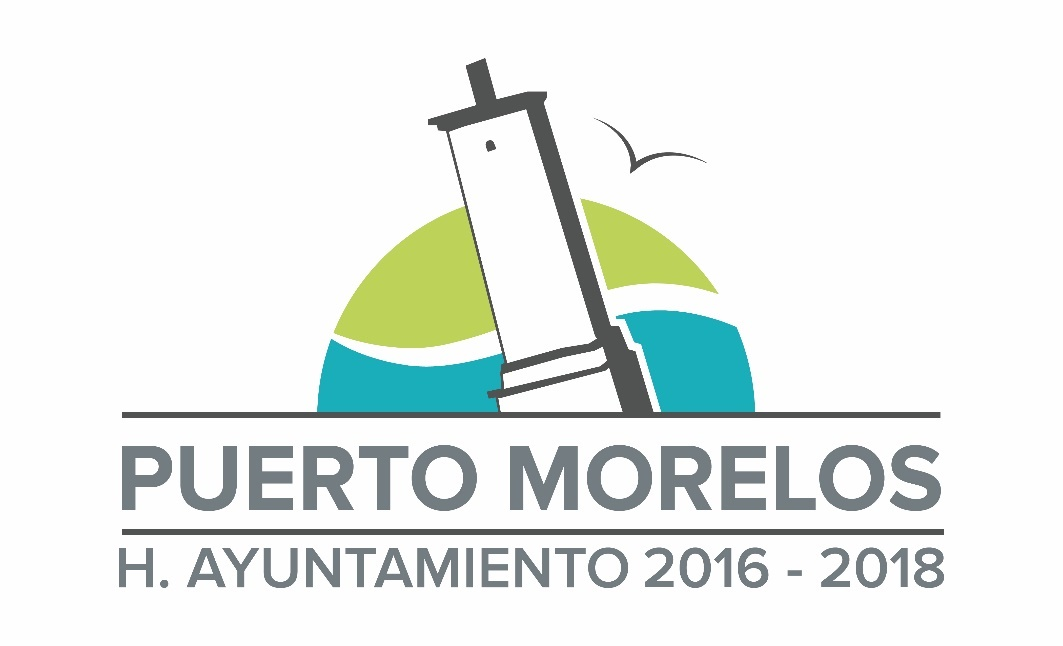 PUERTO MORELOS
H. AYUNTAMIENTO 2016 - 2018